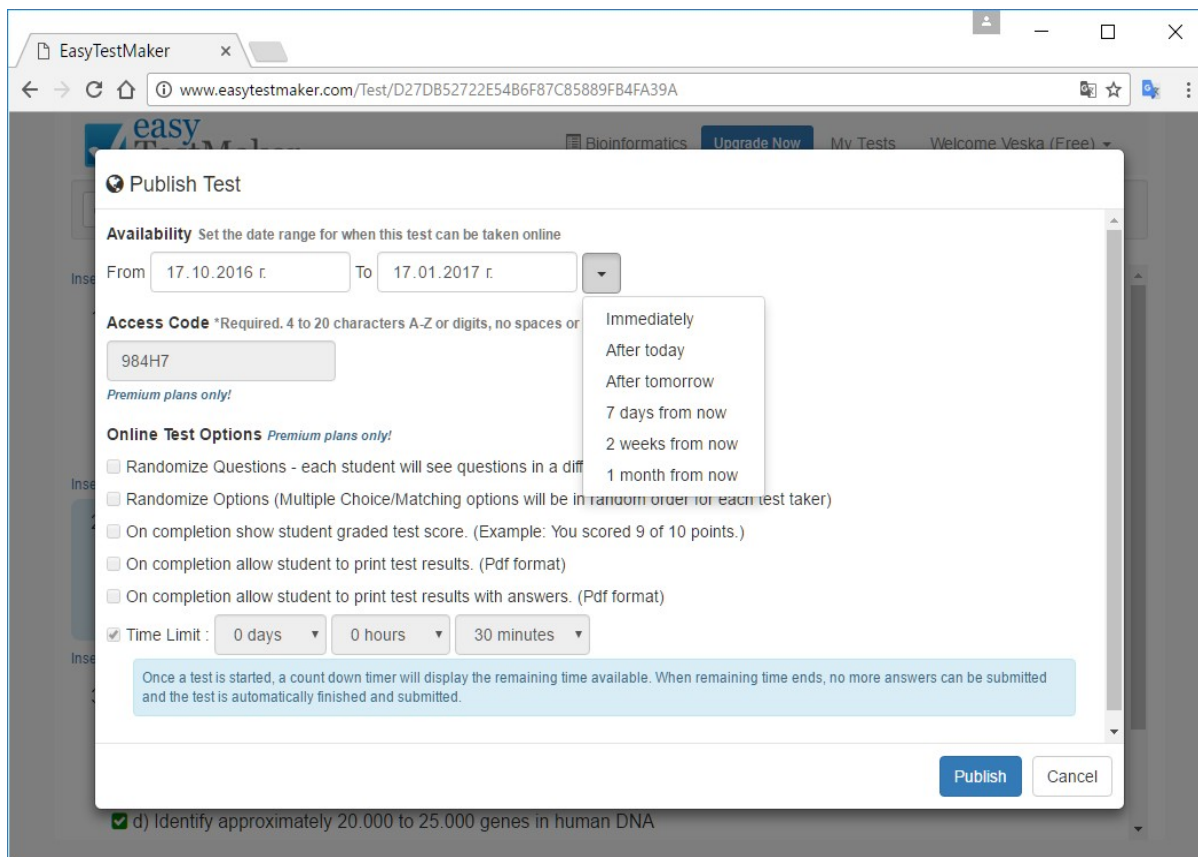 EasyTestMaker
www.easytestmaker.com/Test/D27DB52722E54B6F87C85889FB4FA39A
easy
Bioinformatics Upgrade Now My Tests Welcome Veska (Free)
Publish Test
Availability Set the date range for when this test can be taken online
From 17.10.2016 г. To 17.01.2017 г.
Immediately
After today
After tomorrow
7 days from now
2 weeks from now
1 month from now
Access Code *Required. 4 to 20 characters A-Z or digits, no spaces or
984H7
Premium plans only!
Online Test Options Premium plans only!
Randomize Questions - each student will see questions in a diff
Randomize Options (Multiple Choice/Matching options will be in random order for each test taker)
On completion show student graded test score. (Example: You scored 9 of 10 points.)
On completion allow student to print test results. (Pdf format)
On completion allow student to print test results with answers. (Pdf format)
Time Limit : 0 days 0 hours 30 minutes
Once a test is started, a count down timer will display the remaining time available. When remaining time ends, no more answers can be submitted
and the test is automatically finished and submitted.
Publish Cancel
d) Identify approximately 20.000 to 25.000 genes in human DNA